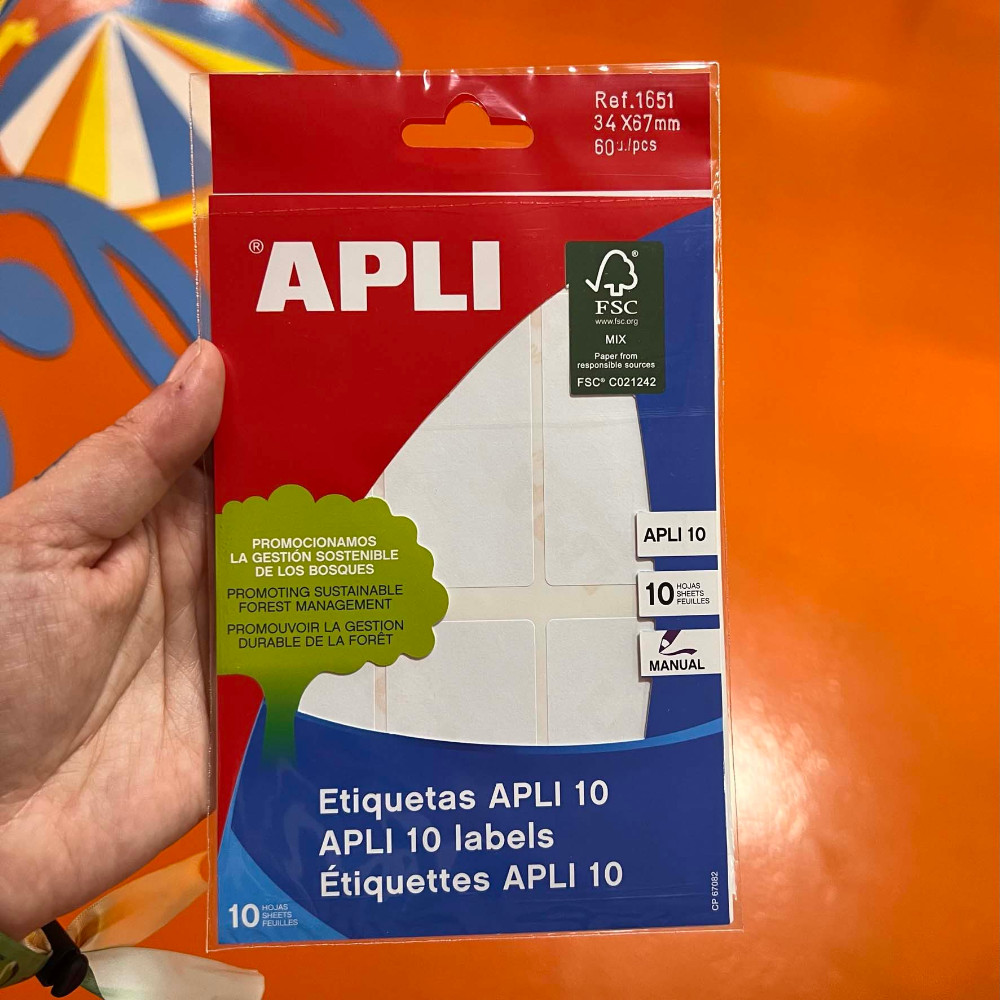 Ref.1651
34 X67mm
60u./pcs
®APLI
®
FSC
www.fsc.org
MIX
Paper from
responsible sources
FSC® C021242
APLI 10
PROMOCIONAMOS
LA GESTIÓN SOSTENIBLE
DE LOS BOSQUES
PROMOTING SUSTAINABLE
FOREST MANAGEMENT
PROMOUVOIR LA GESTION
DURABLE DE LA FORÊT
10 HOJAS
SHEETS
FEUILLES
MANUAL
Etiquetas APLI 10
APLI 10 labels
Étiquettes APLI 10
10 HOJAS
SHEETS
FEUILLES
CP 67082